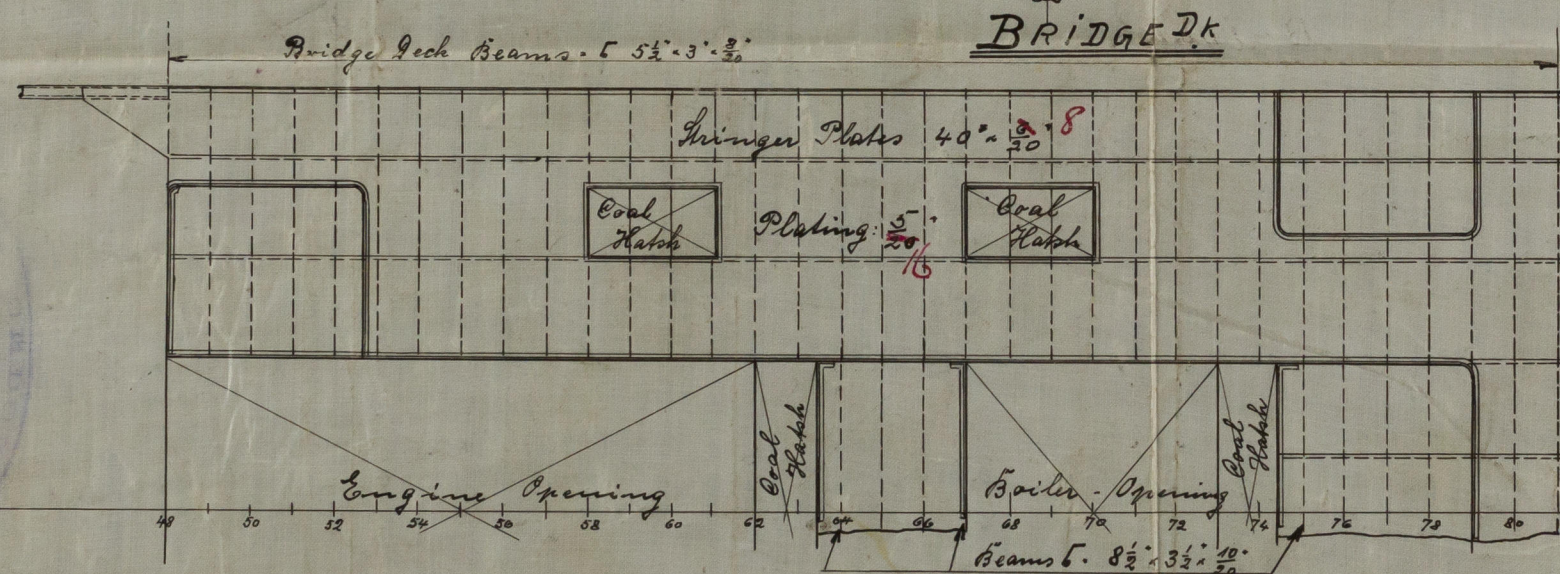 BRIDGE DK
Bridge Deck Beams. 5½" × 3" × 8/20"
Stringer Plates 40" × /20" 8
Coal
Hatch
Plating: 5/20"
16
Coal
Hatch
Coal
Hatch
Coal
Hatch
Engine Opening
Boiler - Opening
48 50 52 54 56 58 60 62 64 66 68 70 72 74 76 78 80
Beams 8½" × 3½" × 10/20"